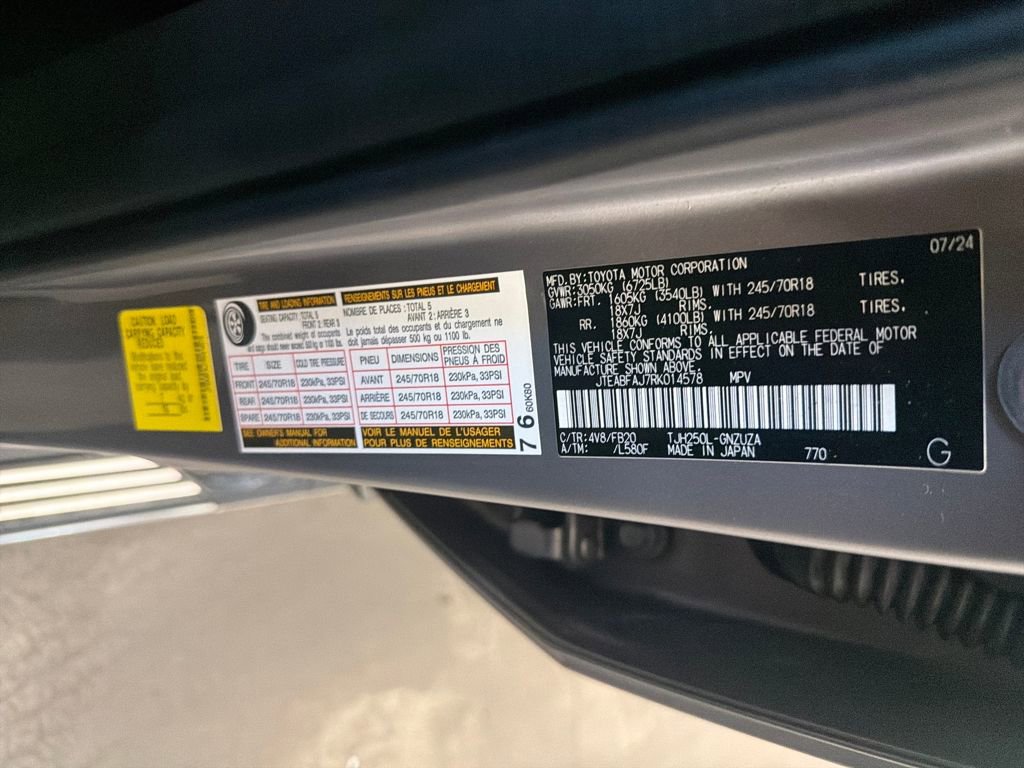 CAUTION: LOAD
CARRYING CAPACITY
REDUCED
Modifications to the
TIRE AND LOADING INFORMATION
RENSEIGNEMENTS SUR LES PNEUS ET LE CHARGEMENT
SEATING CAPACITY: TOTAL 5
FRONT 2: REAR 3
The combined weight of occupants
and cargo should never exceed 500 kg or 1100 lb.
NOMBRE DE PLACES: TOTAL 5
AVANT 2: ARRIÈRE 3
Le poids total des occupants et du chargement ne
doit jamais dépasser 500 kg ou 1100 lb.
TIRE SIZE COLD TIRE PRESSURE PNEU DIMENSIONS PRESSION DES PNEUS À FROID
FRONT 245/70R18 230kPa, 33PSI AVANT 245/70R18 230kPa, 33PSI
REAR 245/70R18 230kPa, 33PSI ARRIÈRE 245/70R18 230kPa, 33PSI
SPARE 245/70R18 230kPa, 33PSI DE SECOURS 245/70R18 230kPa, 33PSI
SEE OWNER'S MANUAL FOR
ADDITIONAL INFORMATION
VOIR LE MANUEL DE L'USAGER
POUR PLUS DE RENSEIGNEMENTS
76 60K80
07/24
MFD.BY:TOYOTA MOTOR CORPORATION
GVWR:3050KG (6725LB)
GAWR:FRT. 1605KG (3540LB) WITH 245/70R18 TIRES.
18X7J RIMS.
RR. 1860KG (4100LB) WITH 245/70R18 TIRES.
18X7J RIMS.
THIS VEHICLE CONFORMS TO ALL APPLICABLE FEDERAL MOTOR
VEHICLE SAFETY STANDARDS IN EFFECT ON THE DATE OF
MANUFACTURE SHOWN ABOVE.
JTEABFAJ7RK014578 MPV
C/TR:4V8/FB20 TJH250L-GNZUZA
A/TM: /L580F MADE IN JAPAN 770
G